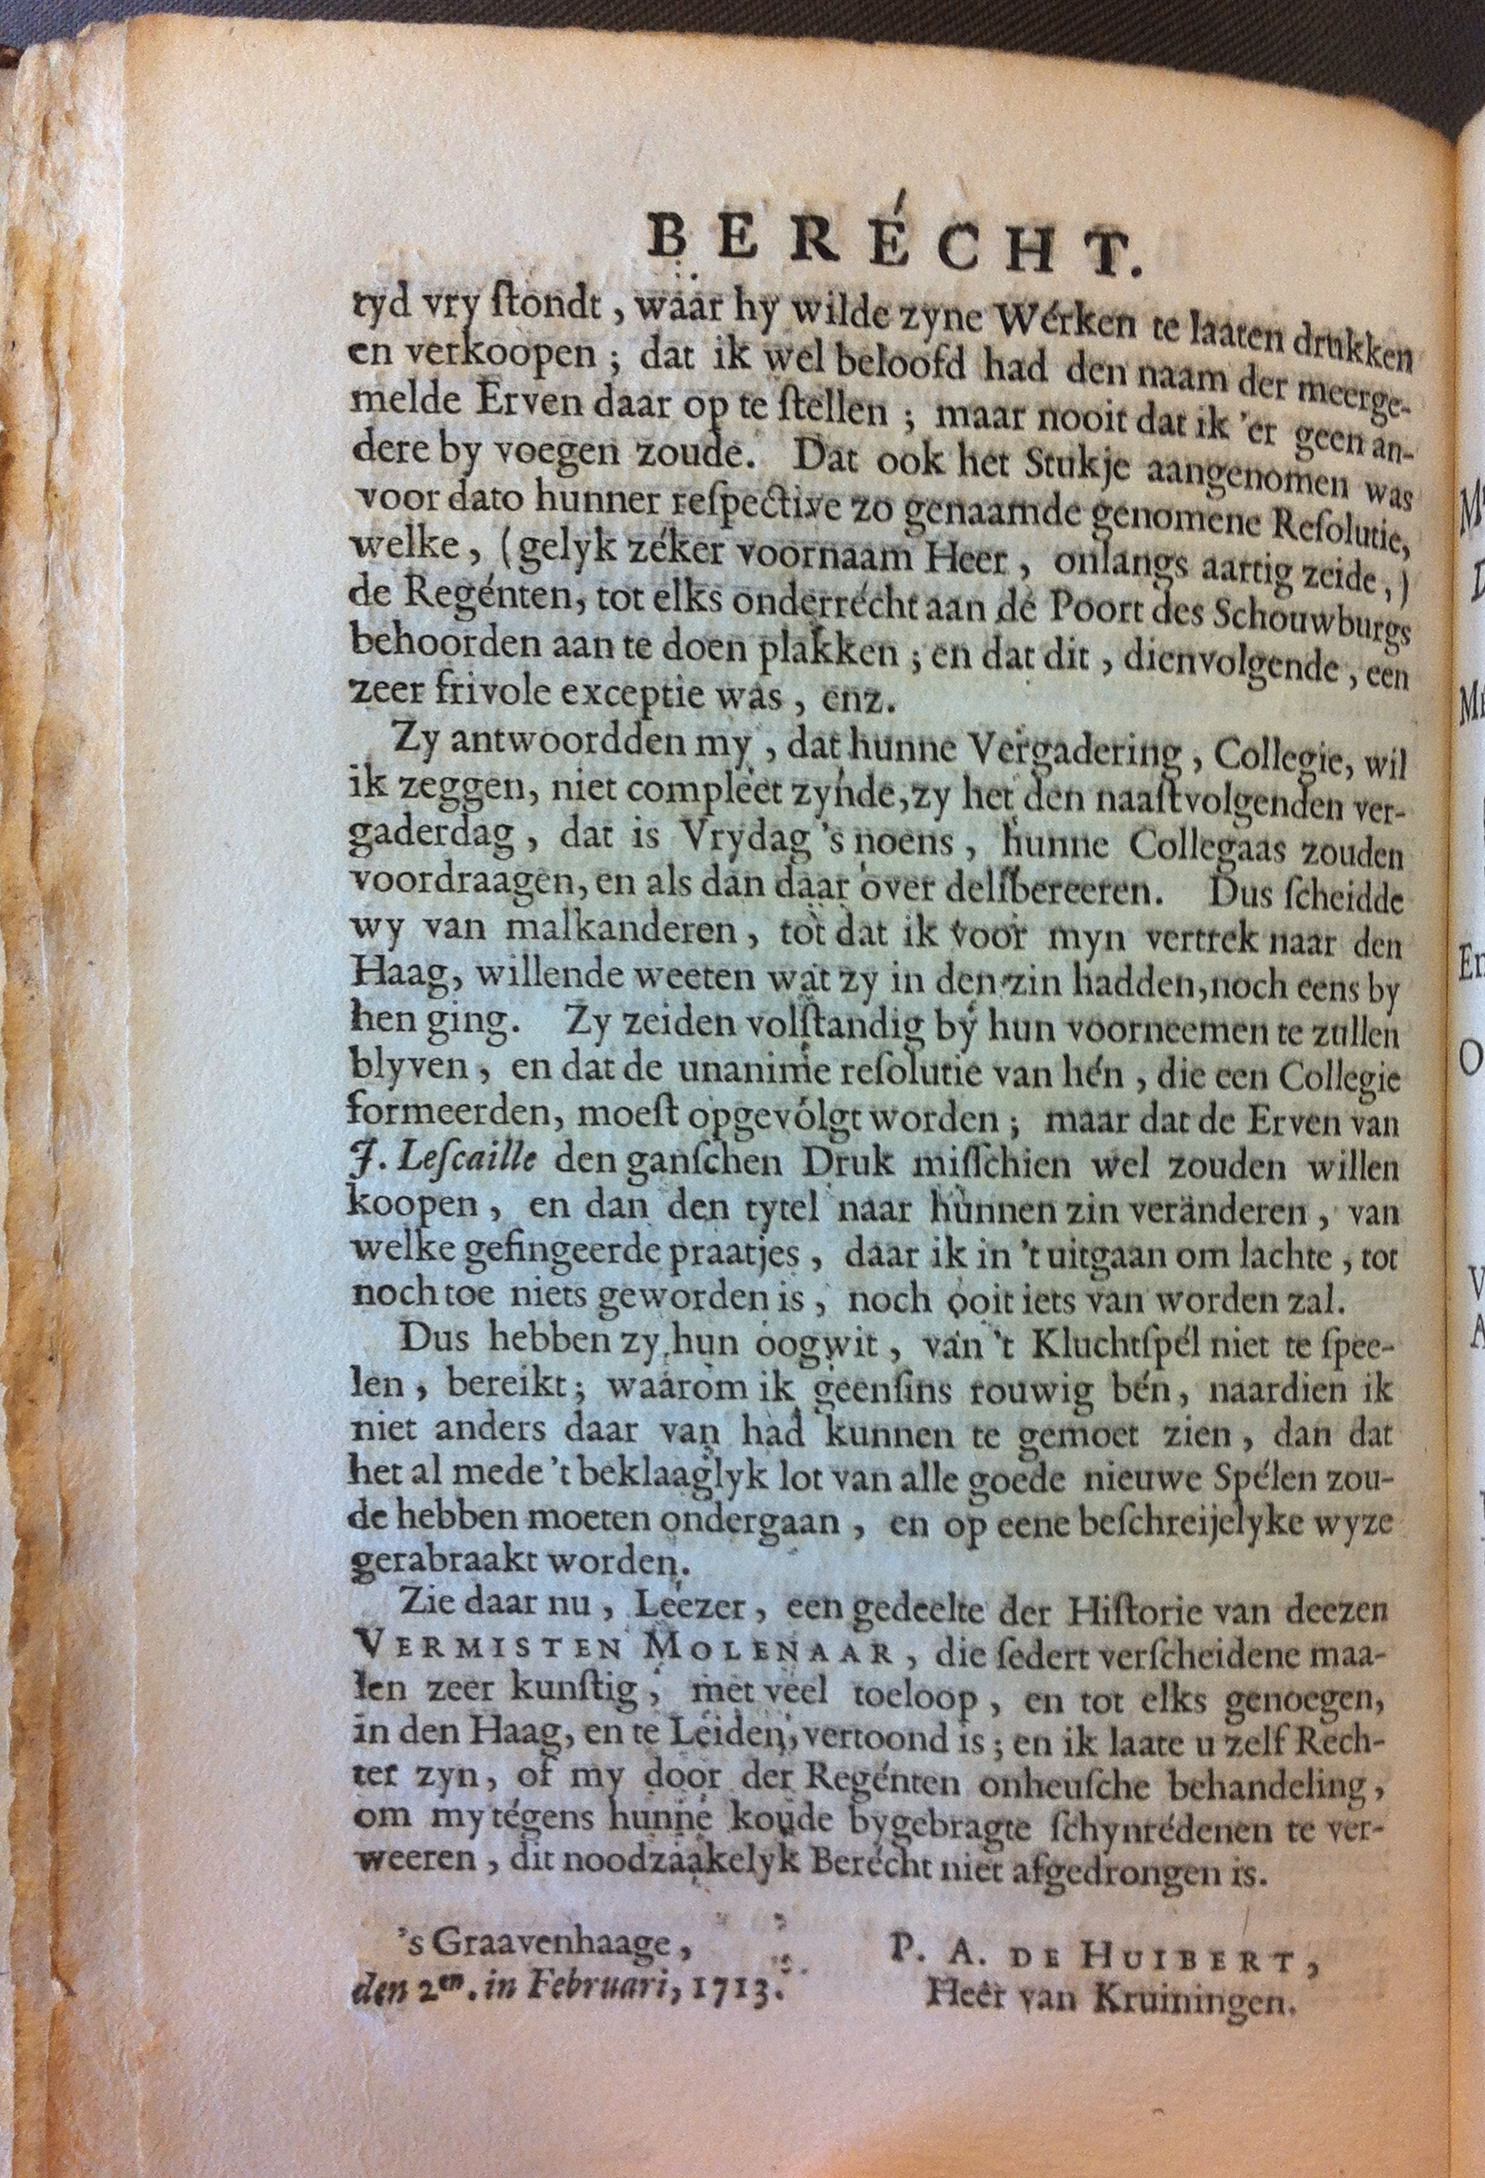 BERÉCHT.
tyd vry ſtondt, waar hy wilde zyne Wérken te laaten drukken
en verkoopen; dat ik wel beloofd had den naam der meerge-
melde Erven daar op te ſtellen; maar nooit dat ik 'er geen an-
dere by voegen zoude. Dat ook het Stukje aangenomen was
voor dato hunner reſpective zo genaamde genomene Reſolutie,
welke, (gelyk zéker voornaam Heer, onlangs aartig zeide,)
de Regénten, tot elks onderrécht aan de Poort des Schouwburgs
behoorden aan te doen plakken; en dat dit, dienvolgende, een
zeer frivole exceptie was, enz.
Zy antwoordden my, dat hunne Vergadering, Collegie, wil
ik zeggen, niet compleet zynde, zy het den naaſtvolgenden ver-
gaderdag, dat is Vrydag 's noens, hunne Collegaas zouden
voordraagen, en als dan daar over delibereeren. Dus ſcheidde
wy van malkanderen, tot dat ik voor myn vertrek naar den
Haag, willende weeten wat zy in den zin hadden, noch eens by
hen ging. Zy zeiden volſtandig by hun voorneemen te zullen
blyven, en dat de unanime reſolutie van hén, die een Collegie
formeerden, moeſt opgevólgt worden; maar dat de Erven van
J. Leſcaille den ganſchen Druk miſſchien wel zouden willen
koopen, en dan den tytel naar hunnen zin veränderen, van
welke gefingeerde praatjes, daar ik in 't uitgaan om lachte, tot
noch toe niets geworden is, noch ooit iets van worden zal.
Dus hebben zy hun oogwit, van 't Kluchtſpél niet te ſpee-
len, bereikt; waarom ik geenſins rouwig bén, naardien ik
niet anders daar van had kunnen te gemoet zien, dan dat
het al mede 't beklaaglyk lot van alle goede nieuwe Spélen zou-
de hebben moeten ondergaan, en op eene beſchreijelyke wyze
gerabraakt worden.
Zie daar nu, Leezer, een gedeelte der Hiſtorie van deezen
VERMISTEN MOLENAAR, die ſedert verſcheidene maa-
len zeer kunſtig, met veel toeloop, en tot elks genoegen,
in den Haag, en te Leiden, vertoond is; en ik laate u zelf Rech-
ter zyn, of my door der Regénten onheuſche behandeling,
om my tégens hunne koude bygebragte ſchynrédenen te ver-
weeren, dit noodzaakelyk Berécht niet afgedrongen is.
's Graavenhaage,
den 2en. in Februari, 1713.
P. A. DE HUIBERT,
Heer van Kruiningen.